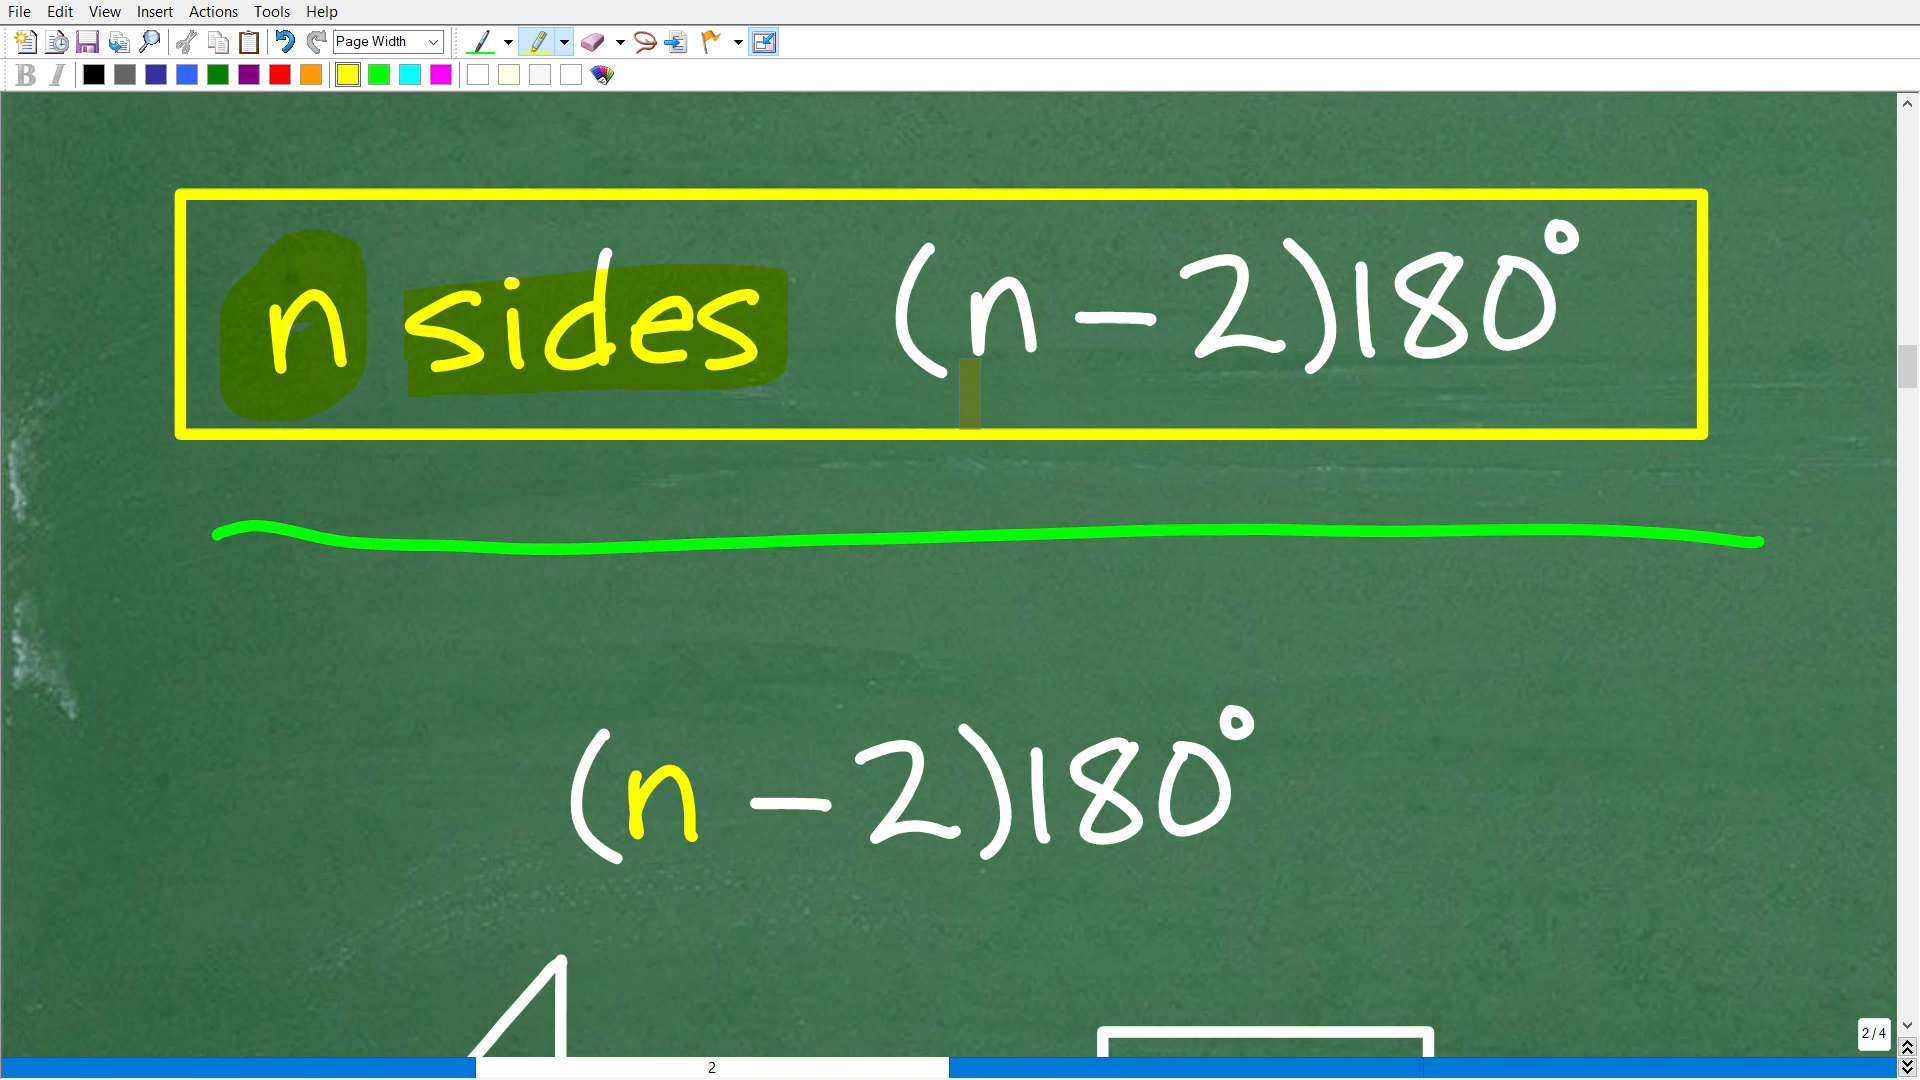 File Edit View Insert Actions Tools Help
Page Width
B I
n sides (n - 2)180°
(n - 2)180°
2 / 4
2